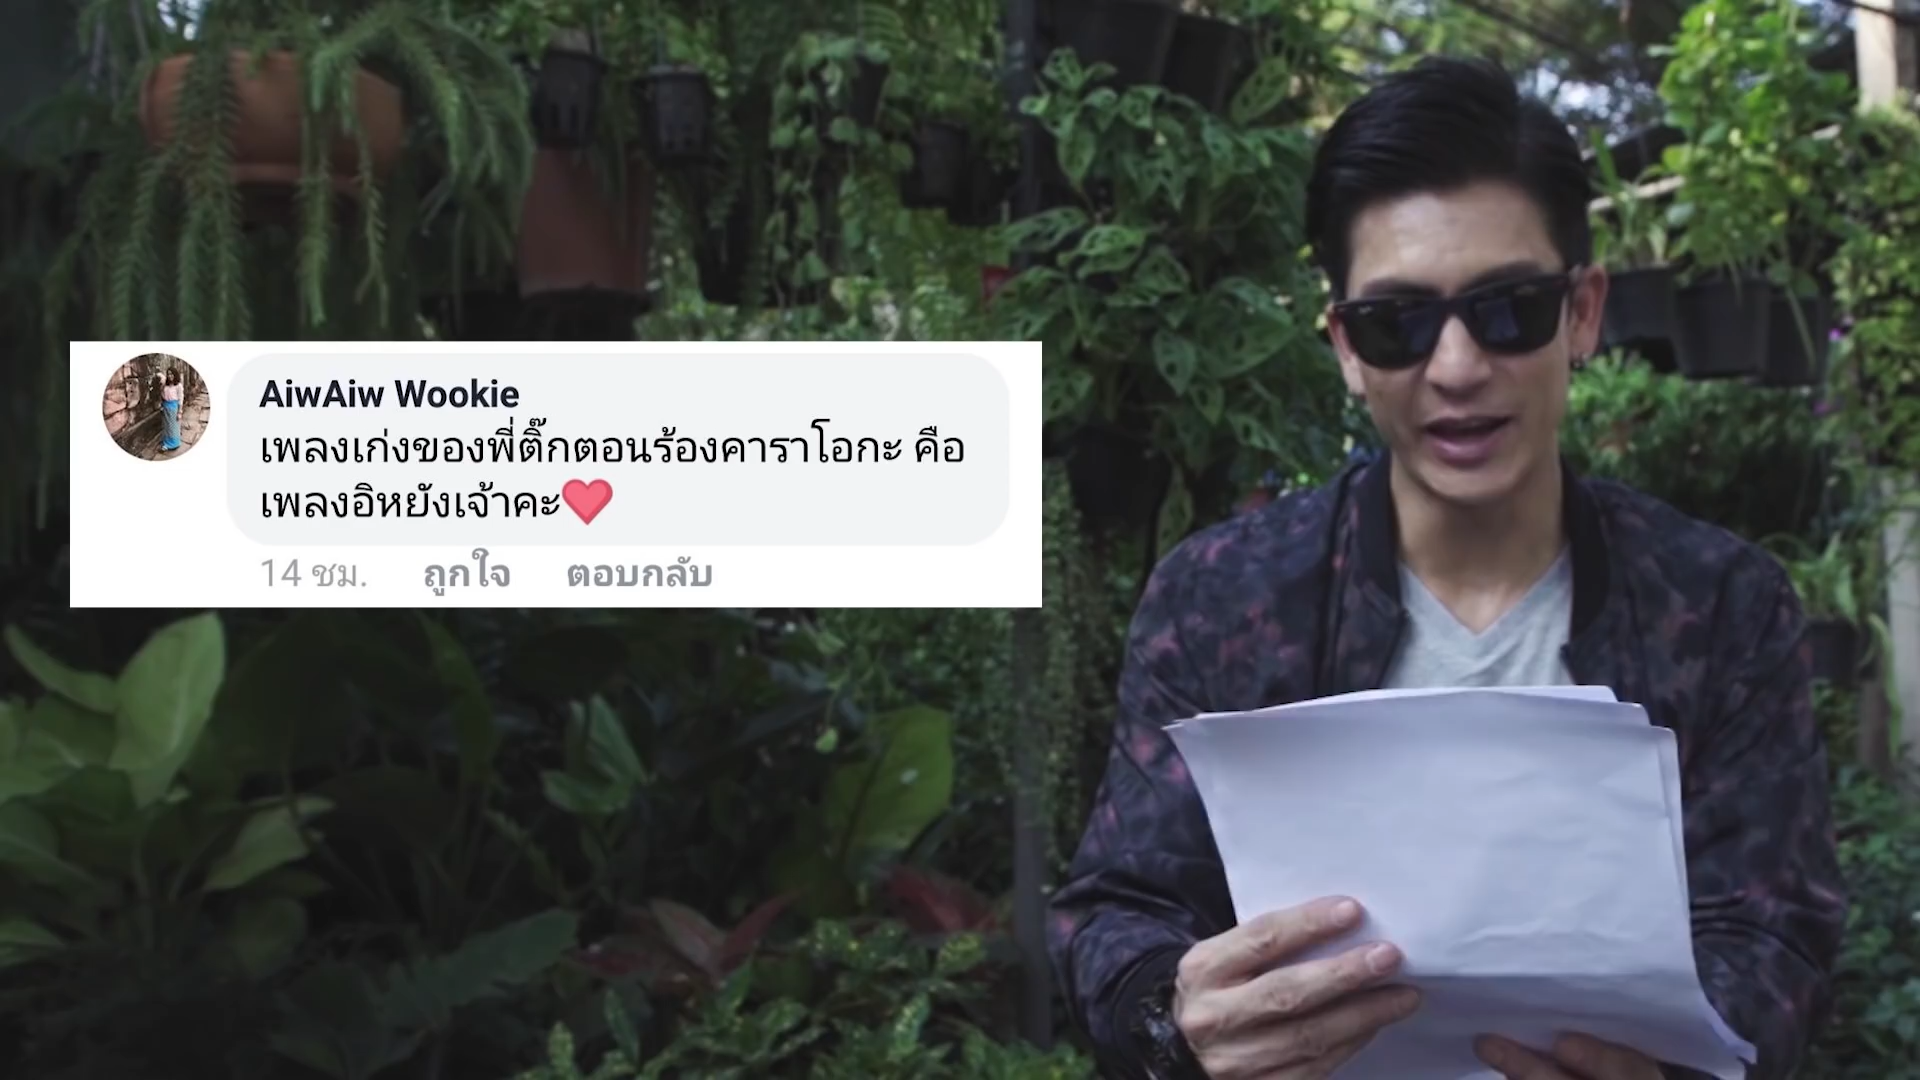 AiwAiw Wookie
เพลงเก่งของพี่ติ๊กตอนร้องคาราโอกะ คือ
เพลงอิหยังเจ้าคะ❤️
14 ชม. ถูกใจ ตอบกลับ